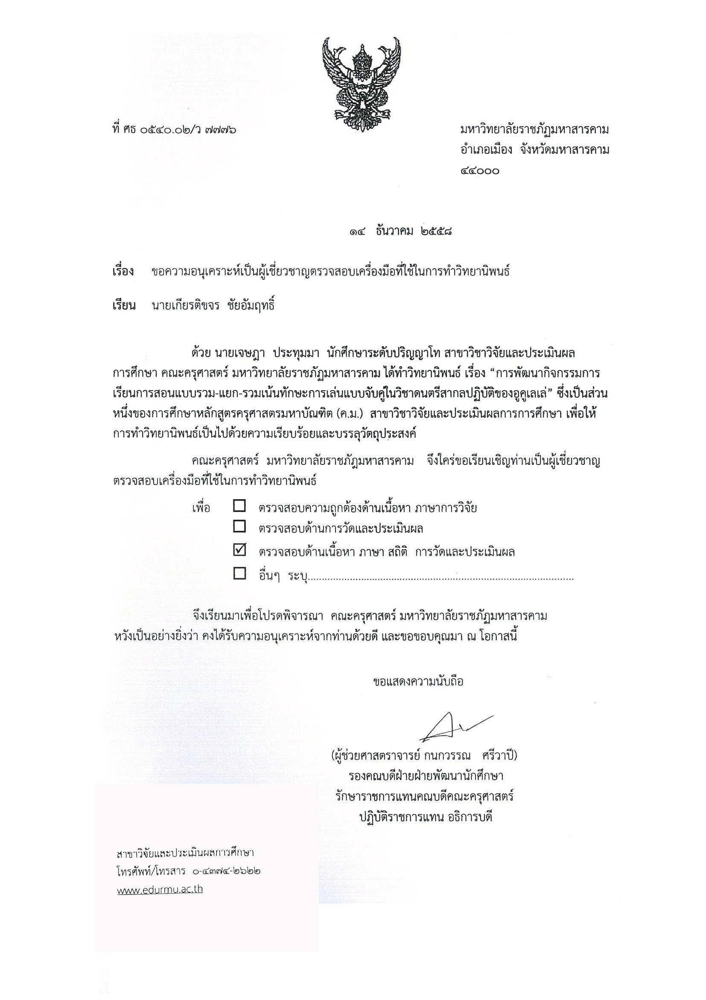 ที่ ศธ ๐๕๔๐.๐๒/ว ๗๗๗๖
มหาวิทยาลัยราชภัฏมหาสารคาม
อำเภอเมือง จังหวัดมหาสารคาม
๔๔๐๐๐
๑๔ ธันวาคม ๒๕๕๘
เรื่อง ขอความอนุเคราะห์เป็นผู้เชี่ยวชาญตรวจสอบเครื่องมือที่ใช้ในการทำวิทยานิพนธ์
เรียน นายเกียรติขจร ชัยอัมฤทธิ์
ด้วย นายเจษฎา ประทุมมา นักศึกษาระดับปริญญาโท สาขาวิชาวิจัยและประเมินผล
การศึกษา คณะครุศาสตร์ มหาวิทยาลัยราชภัฏมหาสารคาม ได้ทำวิทยานิพนธ์ เรื่อง “การพัฒนากิจกรรมการ
เรียนการสอนแบบรวม-แยก-รวมเน้นทักษะการเล่นแบบจับคู่ในวิชาดนตรีสากลปฏิบัติของอูคูเลเล่” ซึ่งเป็นส่วน
หนึ่งของการศึกษาหลักสูตรครุศาสตรมหาบัณฑิต (ค.ม.) สาขาวิชาวิจัยและประเมินผลการการศึกษา เพื่อให้
การทำวิทยานิพนธ์เป็นไปด้วยความเรียบร้อยและบรรลุวัตถุประสงค์
คณะครุศาสตร์ มหาวิทยาลัยราชภัฏมหาสารคาม จึงใคร่ขอเรียนเชิญท่านเป็นผู้เชี่ยวชาญ
ตรวจสอบเครื่องมือที่ใช้ในการทำวิทยานิพนธ์
เพื่อ ☐ ตรวจสอบความถูกต้องด้านเนื้อหา ภาษาการวิจัย
☐ ตรวจสอบด้านการวัดและประเมินผล
☑ ตรวจสอบด้านเนื้อหา ภาษา สถิติ การวัดและประเมินผล
☐ อื่นๆ ระบุ..............................................................................................
จึงเรียนมาเพื่อโปรดพิจารณา คณะครุศาสตร์ มหาวิทยาลัยราชภัฏมหาสารคาม
หวังเป็นอย่างยิ่งว่า คงได้รับความอนุเคราะห์จากท่านด้วยดี และขอขอบคุณมา ณ โอกาสนี้
ขอแสดงความนับถือ
(ผู้ช่วยศาสตราจารย์ กนกวรรณ ศรีวาปี)
รองคณบดีฝ่ายฝ่ายพัฒนานักศึกษา
รักษาราชการแทนคณบดีคณะครุศาสตร์
ปฏิบัติราชการแทน อธิการบดี
สาขาวิจัยและประเมินผลการศึกษา
โทรศัพท์/โทรสาร ๐-๔๓๗๔-๒๖๒๒
www.edurmu.ac.th